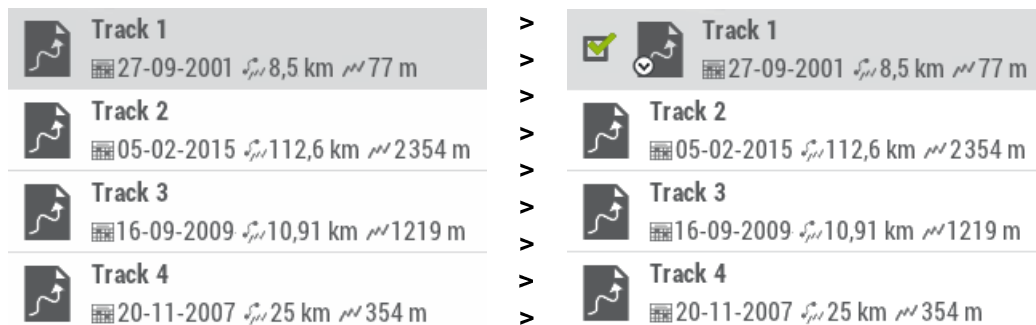 Track 1
27-09-2001 8,5 km 77 m
Track 2
05-02-2015 112,6 km 2354 m
Track 3
16-09-2009 10,91 km 1219 m
Track 4
20-11-2007 25 km 354 m
>
>
>
>
>
>
>
>
>
Track 1
27-09-2001 8,5 km 77 m
Track 2
05-02-2015 112,6 km 2354 m
Track 3
16-09-2009 10,91 km 1219 m
Track 4
20-11-2007 25 km 354 m